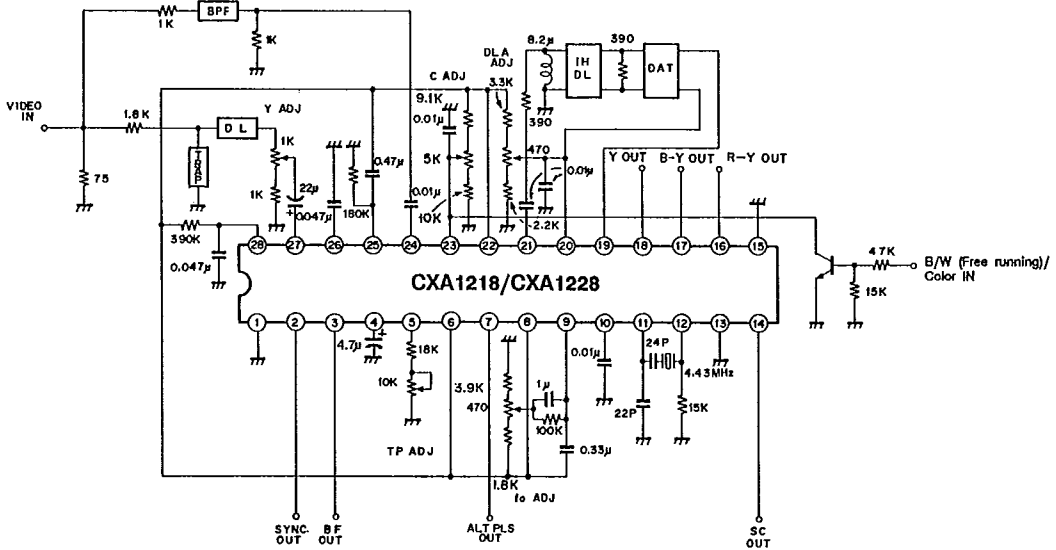 1K
BPF
1K
VIDEO
IN
1.8K
DL
Y ADJ
1K
TRAP
75
1K
22μ
+
0.047μ
180K
0.47μ
0.01μ
C ADJ
9.1K
0.01μ
5K
10K
DLA
ADJ
3.3K
470
2.2K
8.2μ
390
1H
DL
390
DAT
0.01μ
Y OUT
B-Y OUT
R-Y OUT
390K
0.047μ
28
27
26
25
24
23
22
21
20
19
18
17
16
15
CXA1218/CXA1228
47K
B/W (Free running)/
Color IN
15K
1
2
3
4
5
6
7
8
9
10
11
12
13
14
4.7μ
+
18K
10K
TP ADJ
3.9K
470
1.8K
fo ADJ
1μ
100K
0.33μ
0.01μ
24P
4.43MHz
22P
15K
SYNC.
OUT
BF
OUT
ALT PLS
OUT
SC
OUT